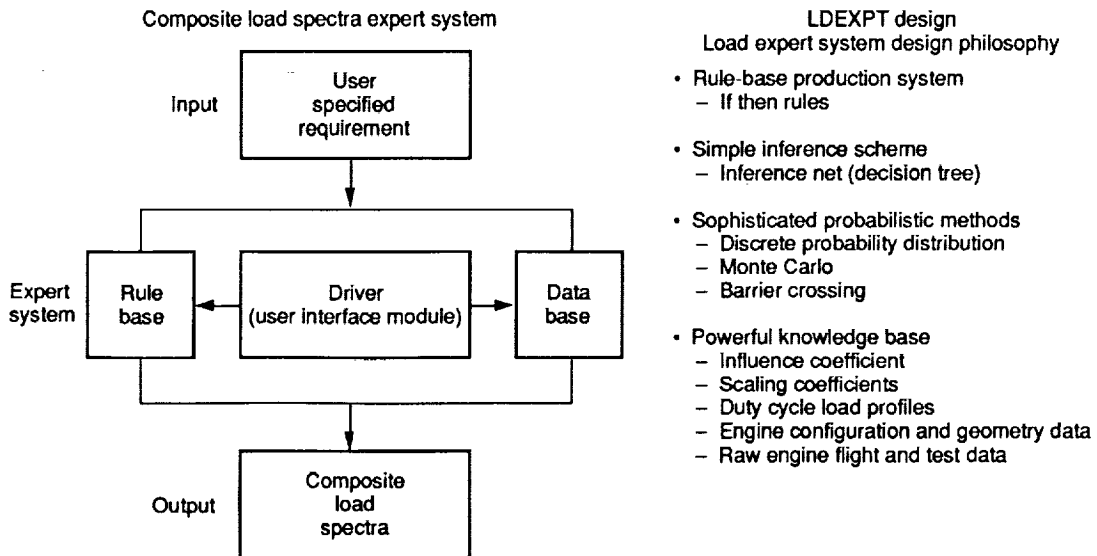 Composite load spectra expert system
Input
User
specified
requirement
Expert
system
Rule
base
Driver
(user interface module)
Data
base
Output
Composite
load
spectra
LDEXPT design
Load expert system design philosophy
• Rule-base production system
– If then rules
• Simple inference scheme
– Inference net (decision tree)
• Sophisticated probabilistic methods
– Discrete probability distribution
– Monte Carlo
– Barrier crossing
• Powerful knowledge base
– Influence coefficient
– Scaling coefficients
– Duty cycle load profiles
– Engine configuration and geometry data
– Raw engine flight and test data